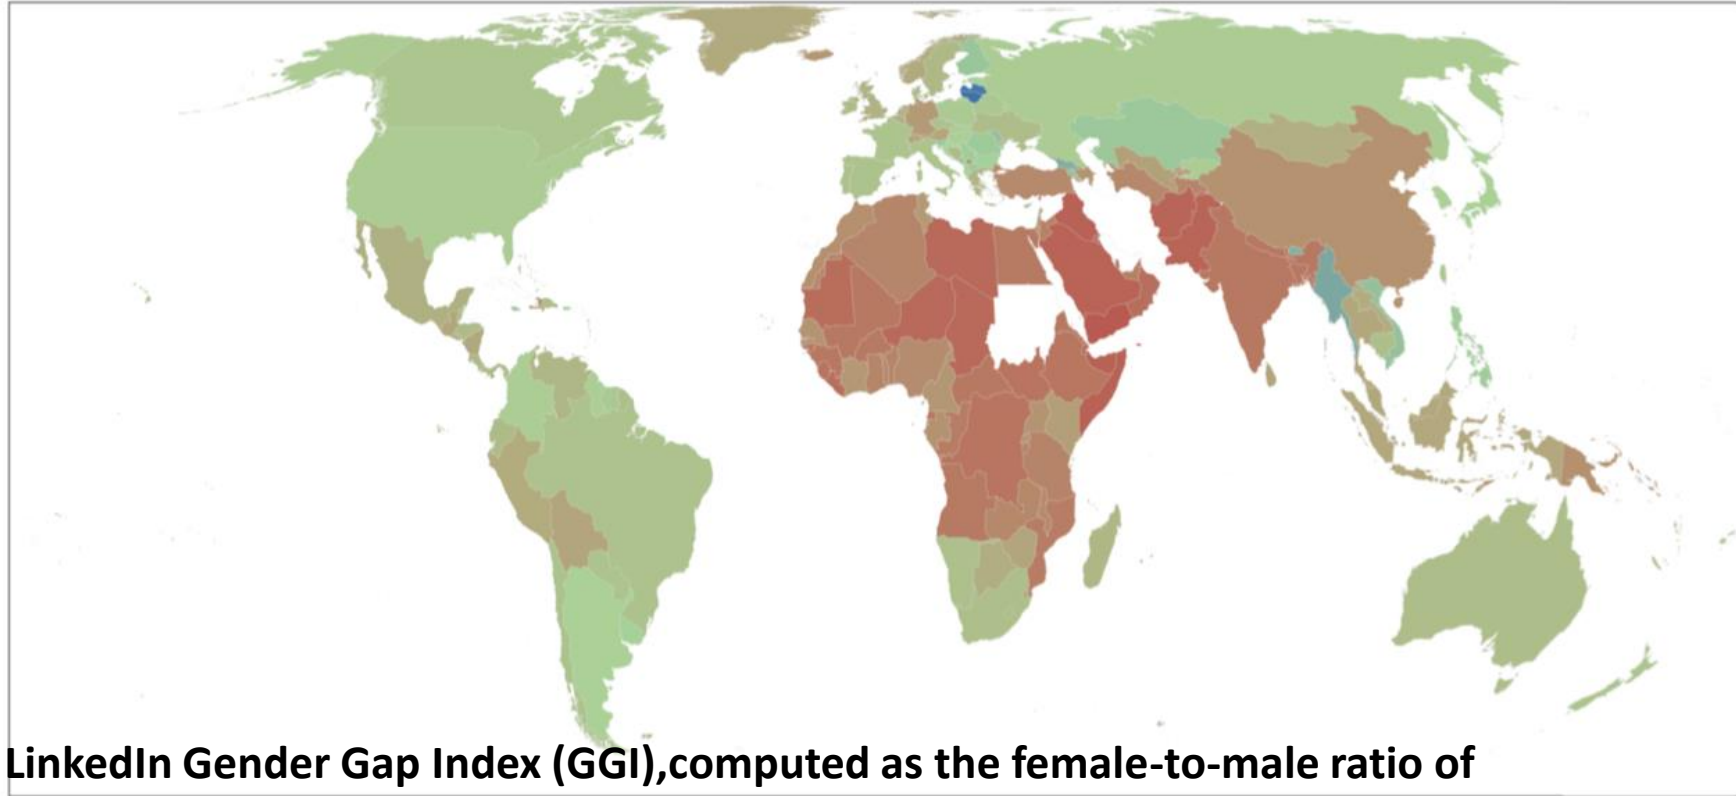 LinkedIn Gender Gap Index (GGI),computed as the female-to-male ratio of